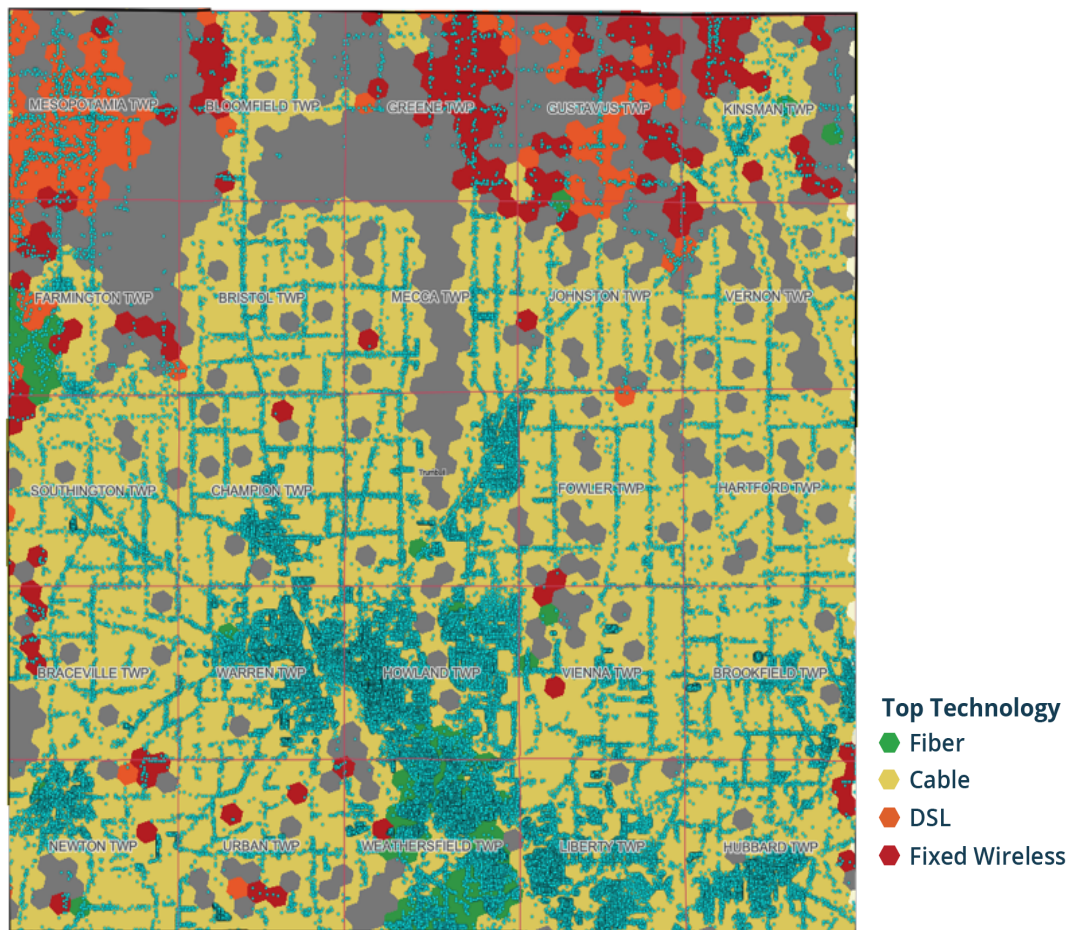 MESOPOTAMIA TWP
BLOOMFIELD TWP
GREENE TWP
GUSTAVUS TWP
KINSMAN TWP
FARMINGTON TWP
BRISTOL TWP
MECCA TWP
JOHNSTON TWP
VERNON TWP
Trumbull
SOUTHINGTON TWP
CHAMPION TWP
FOWLER TWP
HARTFORD TWP
BRACEVILLE TWP
WARREN TWP
HOWLAND TWP
VIENNA TWP
BROOKFIELD TWP
NEWTON TWP
URBAN TWP
WEATHERSFIELD TWP
LIBERTY TWP
HUBBARD TWP
Top Technology
Fiber
Cable
DSL
Fixed Wireless